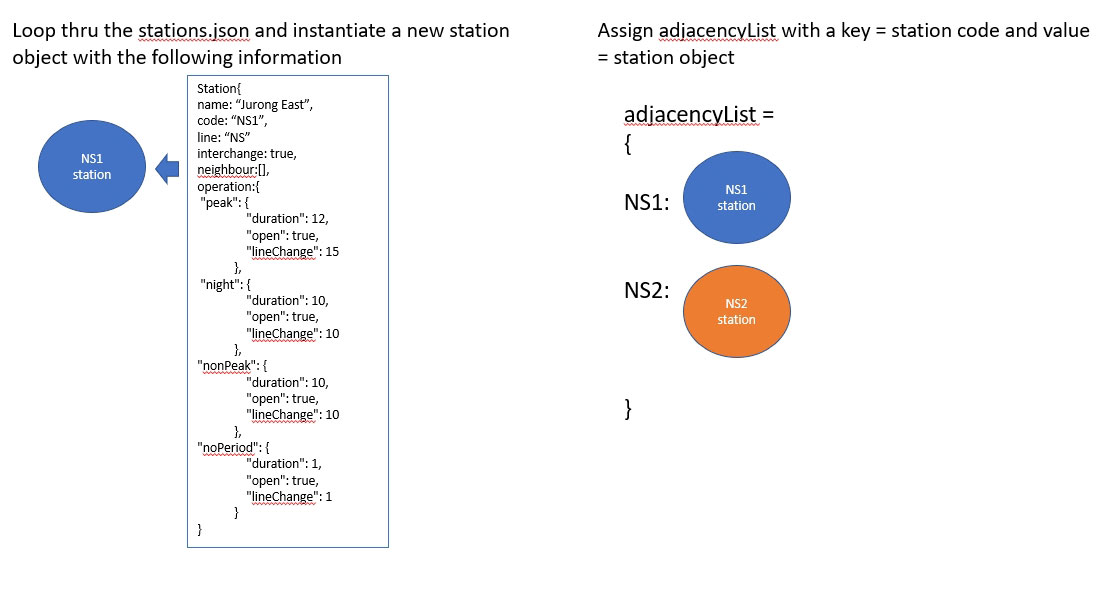 Loop thru the stations.json and instantiate a new station
object with the following information
NS1
station
Station{
name: “Jurong East”,
code: “NS1”,
line: “NS”
interchange: true,
neighbour:[],
operation:{
"peak": {
"duration": 12,
"open": true,
"lineChange": 15
},
"night": {
"duration": 10,
"open": true,
"lineChange": 10
},
"nonPeak": {
"duration": 10,
"open": true,
"lineChange": 10
},
"noPeriod": {
"duration": 1,
"open": true,
"lineChange": 1
}
}
Assign adjacencyList with a key = station code and value
= station object
adjacencyList =
{
NS1:
NS1
station
NS2:
NS2
station
}